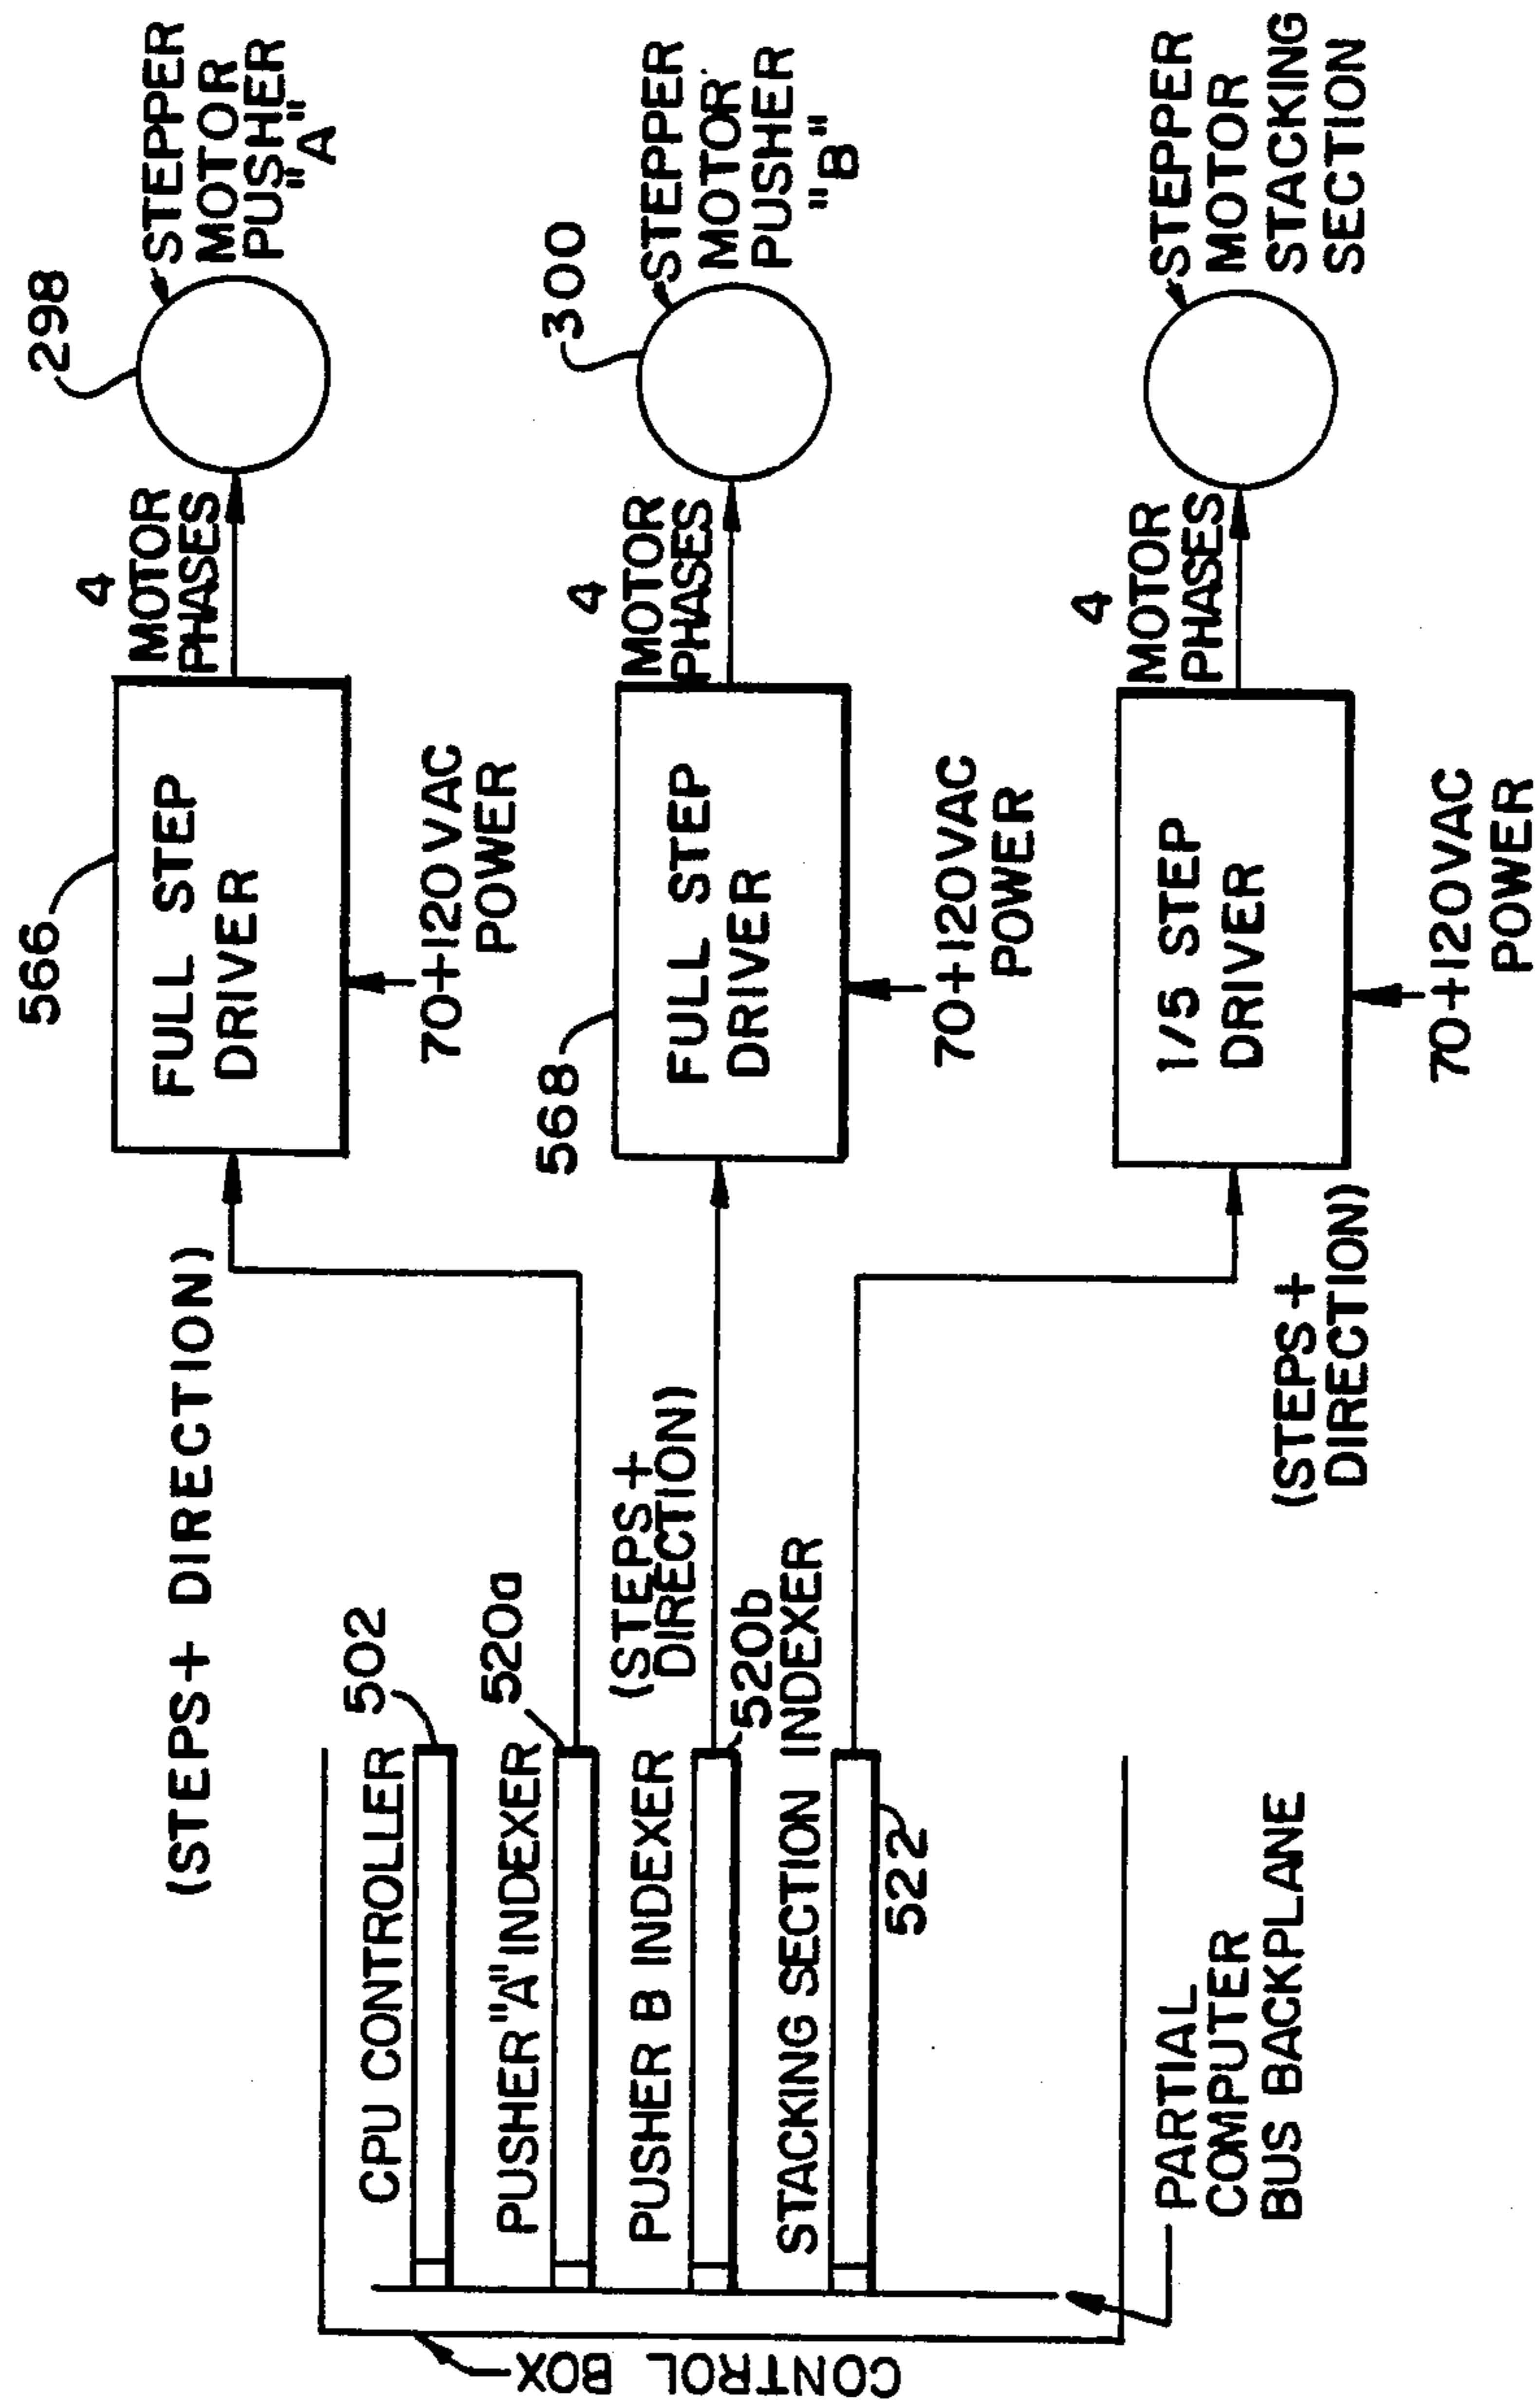 CONTROL BOX
CPU CONTROLLER
502
PUSHER "A" INDEXER
520a
PUSHER B INDEXER
520b
STACKING SECTION INDEXER
522
PARTIAL
COMPUTER
BUS BACKPLANE
(STEPS+ DIRECTION)
(STEPS+
DIRECTION)
(STEPS+
DIRECTION)
566
FULL STEP
DRIVER
70+120VAC
POWER
4
MOTOR
PHASES
298
STEPPER
MOTOR
PUSHER
"A"
568
FULL STEP
DRIVER
70+120VAC
POWER
4
MOTOR
PHASES
300
STEPPER
MOTOR
PUSHER
"B"
1/5 STEP
DRIVER
70+120VAC
POWER
4
MOTOR
PHASES
STEPPER
MOTOR
STACKING
SECTION